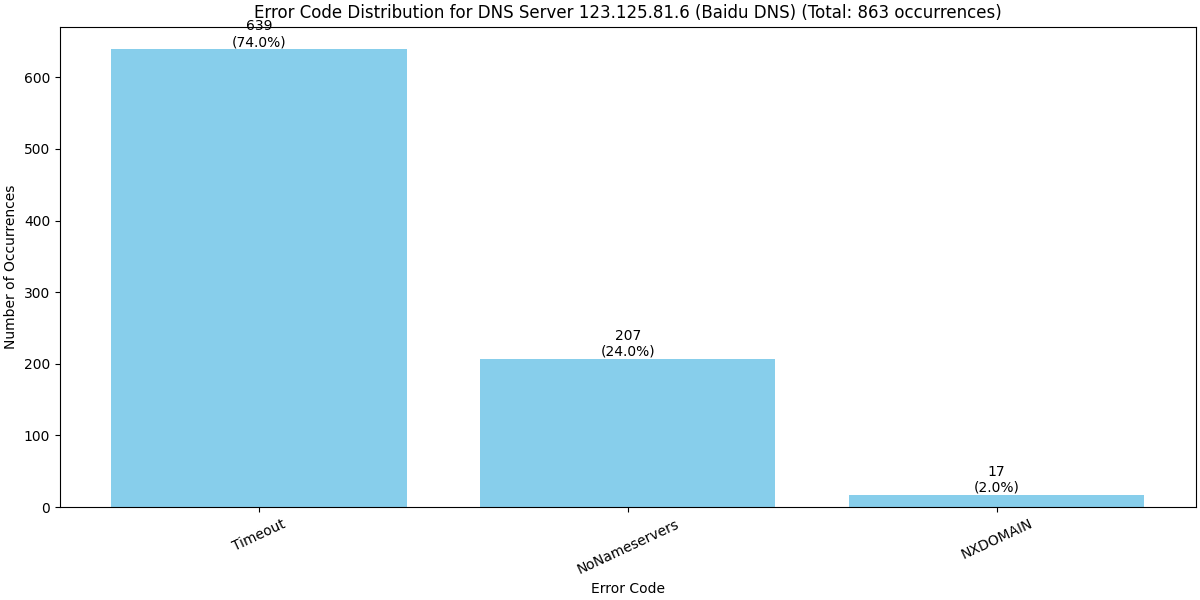 Error Code Distribution for DNS Server 123.125.81.6 (Baidu DNS) (Total: 863 occurrences)
639
(74.0%)
207
(24.0%)
17
(2.0%)
600
500
400
300
200
100
0
Number of Occurrences
Timeout
NoNameservers
NXDOMAIN
Error Code